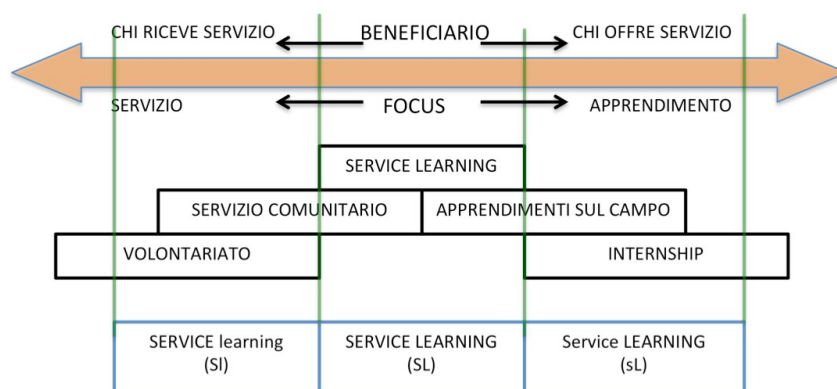 CHI RICEVE SERVIZIO BENEFICIARIO CHI OFFRE SERVIZIO
SERVIZIO FOCUS APPRENDIMENTO
SERVICE LEARNING
SERVIZIO COMUNITARIO APPRENDIMENTI SUL CAMPO
VOLONTARIATO INTERNSHIP
SERVICE learning SERVICE LEARNING Service LEARNING
(Sl) (SL) (sL)